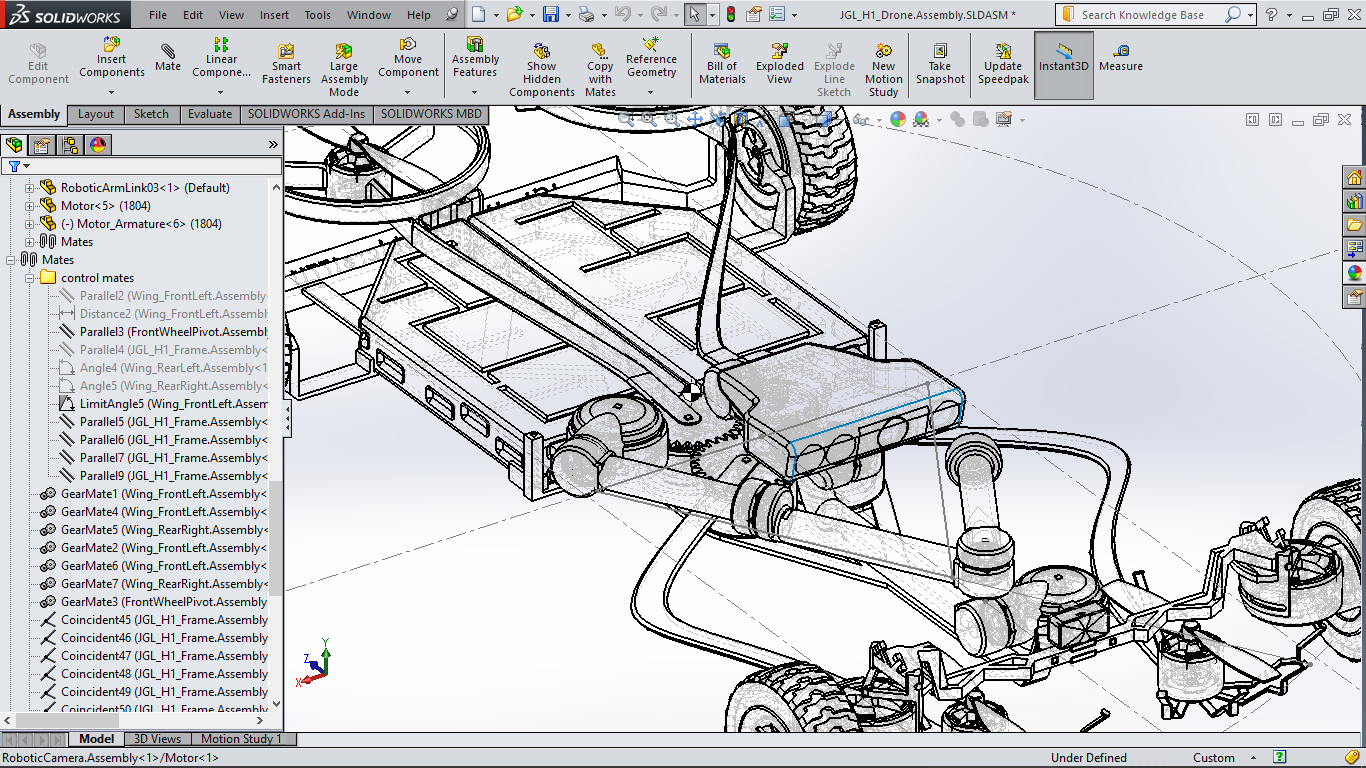 SOLIDWORKS
File Edit View Insert Tools Window Help
JGL_H1_Drone.Assembly.SLDASM *
Search Knowledge Base
?
Edit Component
Insert Components
Mate
Linear Compone...
Smart Fasteners
Large Assembly Mode
Move Component
Assembly Features
Show Hidden Components
Copy with Mates
Reference Geometry
Bill of Materials
Exploded View
Explode Line Sketch
New Motion Study
Take Snapshot
Update Speedpak
Instant3D
Measure
Assembly Layout Sketch Evaluate SOLIDWORKS Add-Ins SOLIDWORKS MBD
RoboticArmLink03<1> (Default)
Motor<5> (1804)
(-) Motor_Armature<6> (1804)
Mates
Mates
control mates
Parallel2 (Wing_FrontLeft.Assembly
Distance2 (Wing_FrontLeft.Assembl
Parallel3 (FrontWheelPivot.Assembl
Parallel4 (JGL_H1_Frame.Assembly<
Angle4 (Wing_RearLeft.Assembly<1
Angle5 (Wing_RearRight.Assembly<
LimitAngle5 (Wing_FrontLeft.Assem
Parallel5 (JGL_H1_Frame.Assembly<
Parallel6 (JGL_H1_Frame.Assembly<
Parallel7 (JGL_H1_Frame.Assembly<
Parallel9 (JGL_H1_Frame.Assembly<
GearMate1 (Wing_FrontLeft.Assembly<
GearMate4 (Wing_FrontLeft.Assembly<
GearMate5 (Wing_RearRight.Assembly<
GearMate2 (Wing_FrontLeft.Assembly<
GearMate6 (Wing_FrontLeft.Assembly<
GearMate7 (Wing_RearRight.Assembly<
GearMate3 (FrontWheelPivot.Assembly
Coincident45 (JGL_H1_Frame.Assembly
Coincident46 (JGL_H1_Frame.Assembly
Coincident47 (JGL_H1_Frame.Assembly
Coincident48 (JGL_H1_Frame.Assembly
Coincident49 (JGL_H1_Frame.Assembly
Coincident50 (JGL_H1_Frame.Assembly
Y
Z
X
Model 3D Views Motion Study 1
RoboticCamera.Assembly<1>/Motor<1>
Under Defined
Custom
?